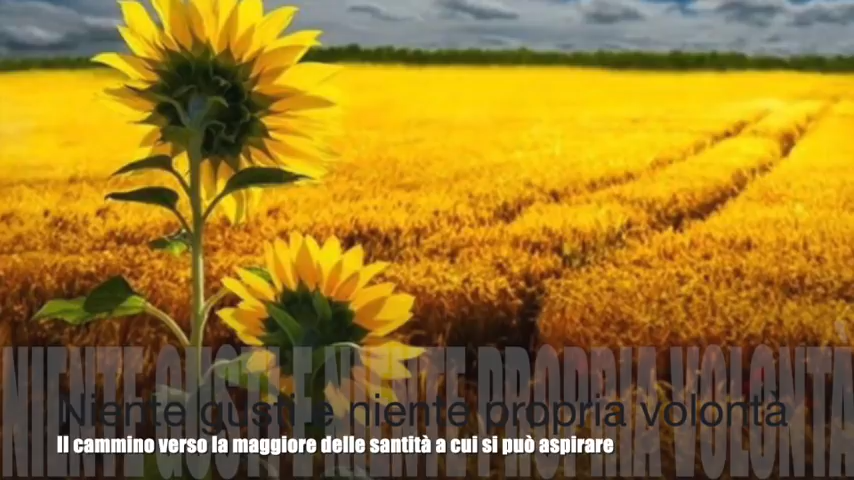 NIENTE GUSTI E NIENTE PROPRIA VOLONTÀ
Niente gusti e niente propria volontà
Il cammino verso la maggiore delle santità a cui si può aspirare